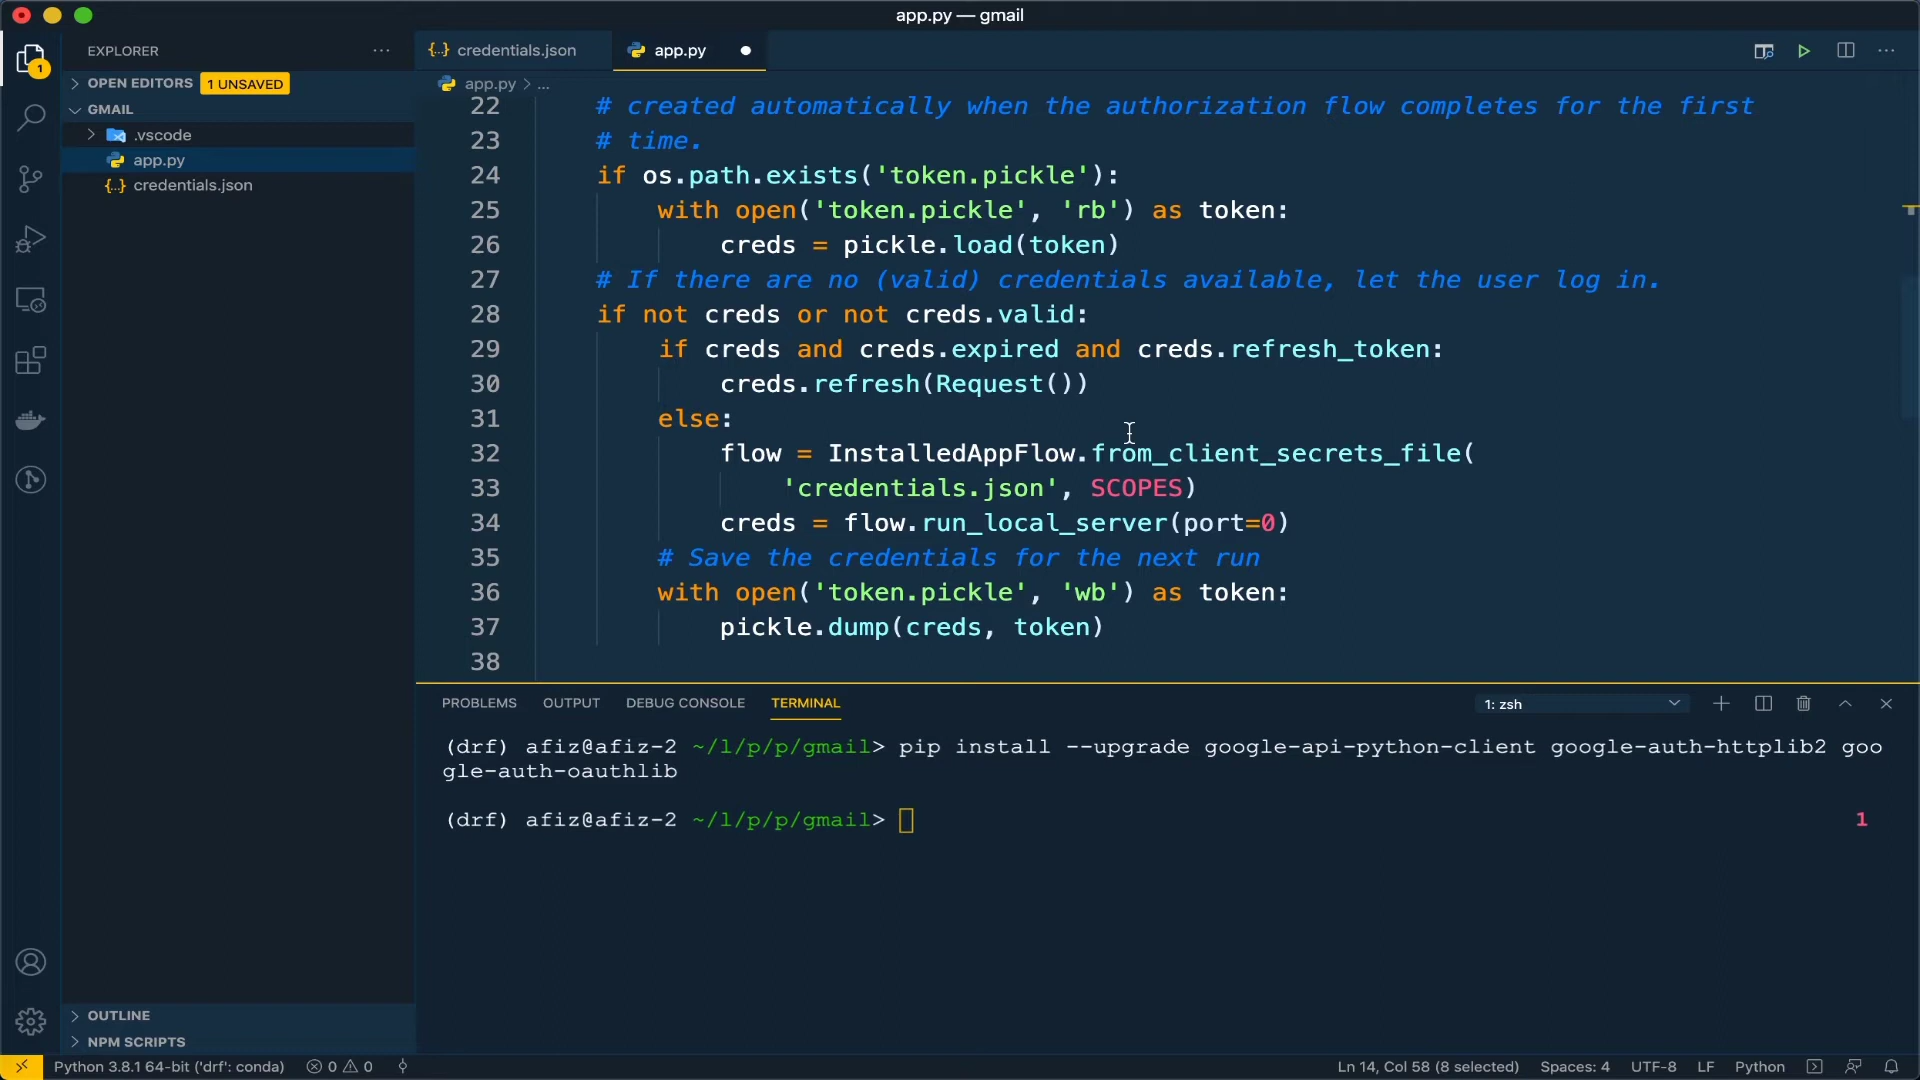 app.py — gmail
EXPLORER
OPEN EDITORS 1 UNSAVED
GMAIL
.vscode
app.py
credentials.json
OUTLINE
NPM SCRIPTS
1
{..} credentials.json
app.py
app.py > ...
22 # created automatically when the authorization flow completes for the first
23 # time.
24 if os.path.exists('token.pickle'):
25 with open('token.pickle', 'rb') as token:
26 creds = pickle.load(token)
27 # If there are no (valid) credentials available, let the user log in.
28 if not creds or not creds.valid:
29 if creds and creds.expired and creds.refresh_token:
30 creds.refresh(Request())
31 else:
32 flow = InstalledAppFlow.from_client_secrets_file(
33 'credentials.json', SCOPES)
34 creds = flow.run_local_server(port=0)
35 # Save the credentials for the next run
36 with open('token.pickle', 'wb') as token:
37 pickle.dump(creds, token)
38
PROBLEMS OUTPUT DEBUG CONSOLE TERMINAL 1: zsh
(drf) afiz@afiz-2 ~/l/p/p/gmail> pip install --upgrade google-api-python-client google-auth-httplib2 goo
gle-auth-oauthlib
(drf) afiz@afiz-2 ~/l/p/p/gmail> 1
Python 3.8.1 64-bit ('drf': conda) 0 0 Ln 14, Col 58 (8 selected) Spaces: 4 UTF-8 LF Python